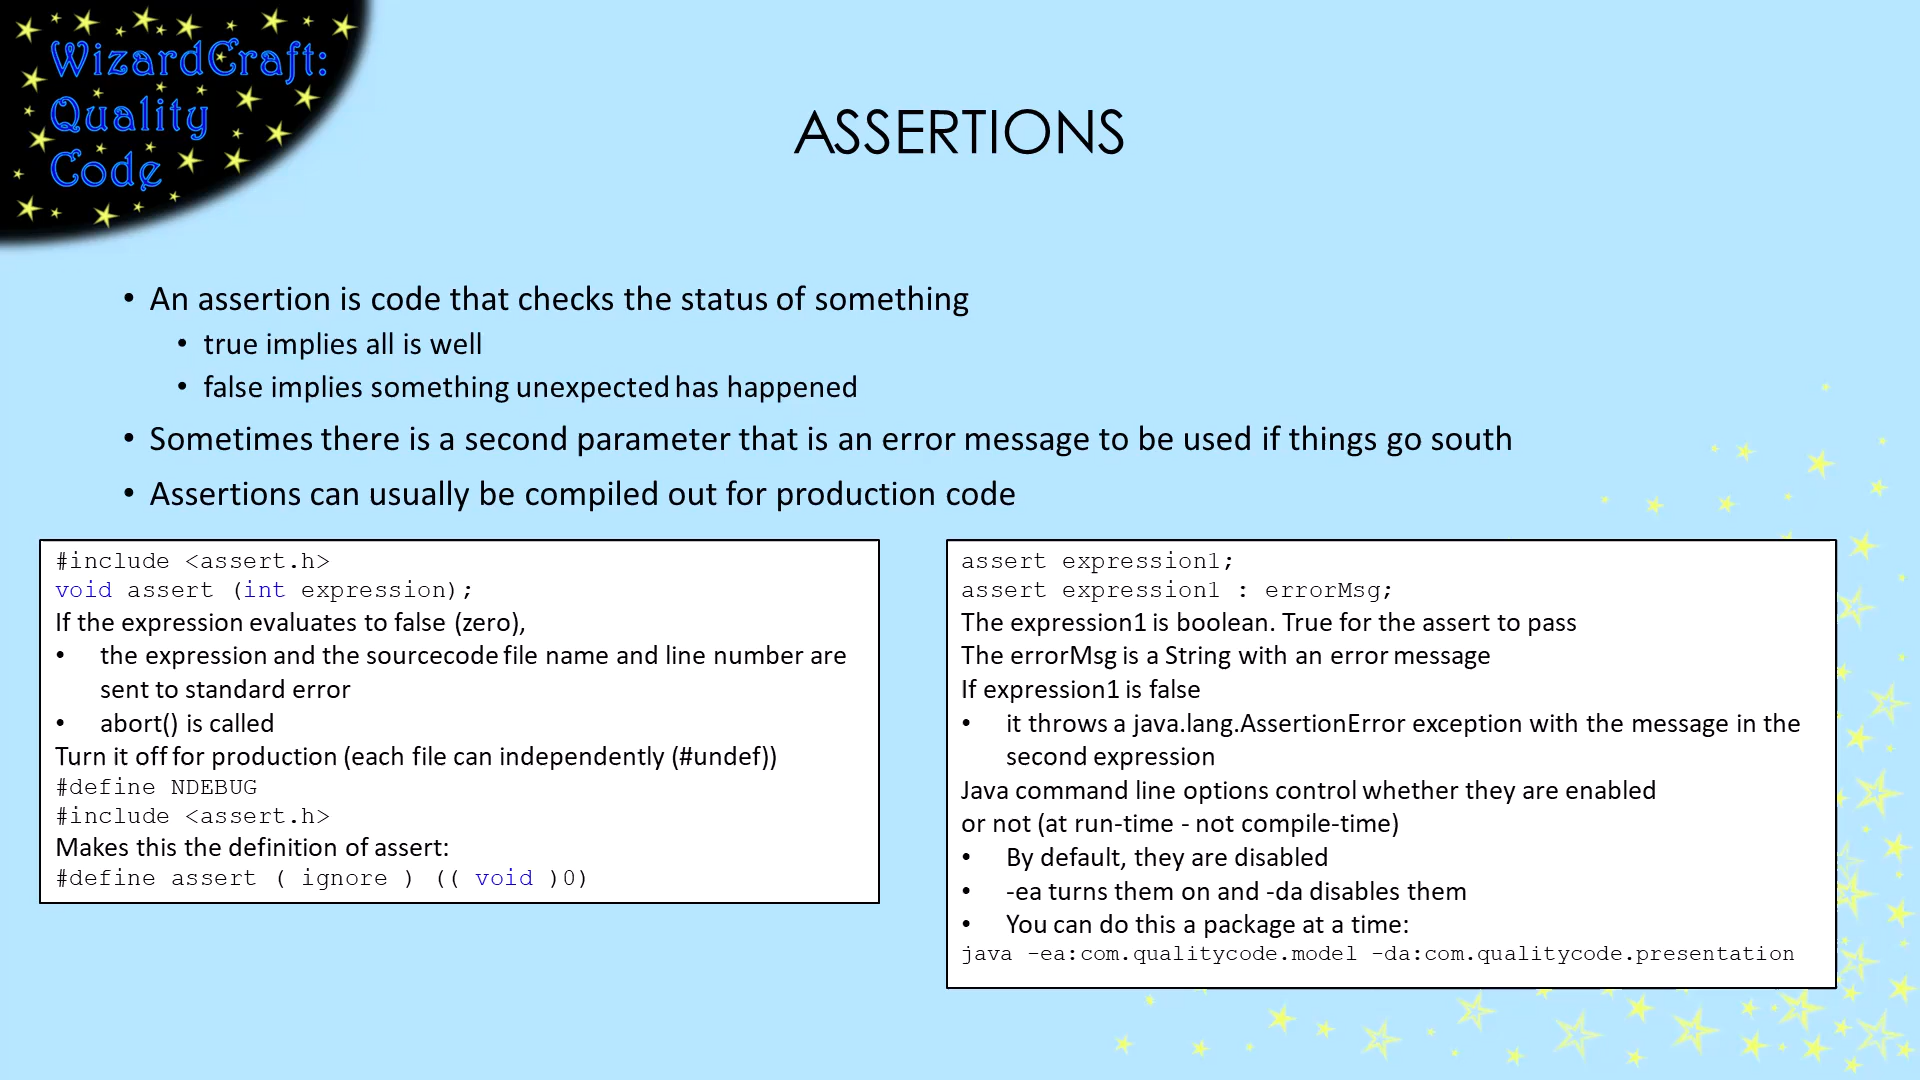 WizardCraft:
Quality
Code
ASSERTIONS
• An assertion is code that checks the status of something
• true implies all is well
• false implies something unexpected has happened
• Sometimes there is a second parameter that is an error message to be used if things go south
• Assertions can usually be compiled out for production code
#include <assert.h>
void assert (int expression);
If the expression evaluates to false (zero),
• the expression and the sourcecode file name and line number are
sent to standard error
• abort() is called
Turn it off for production (each file can independently (#undef))
#define NDEBUG
#include <assert.h>
Makes this the definition of assert:
#define assert ( ignore ) (( void )0)
assert expression1;
assert expression1 : errorMsg;
The expression1 is boolean. True for the assert to pass
The errorMsg is a String with an error message
If expression1 is false
• it throws a java.lang.AssertionError exception with the message in the
second expression
Java command line options control whether they are enabled
or not (at run-time - not compile-time)
• By default, they are disabled
• -ea turns them on and -da disables them
• You can do this a package at a time:
java -ea:com.qualitycode.model -da:com.qualitycode.presentation